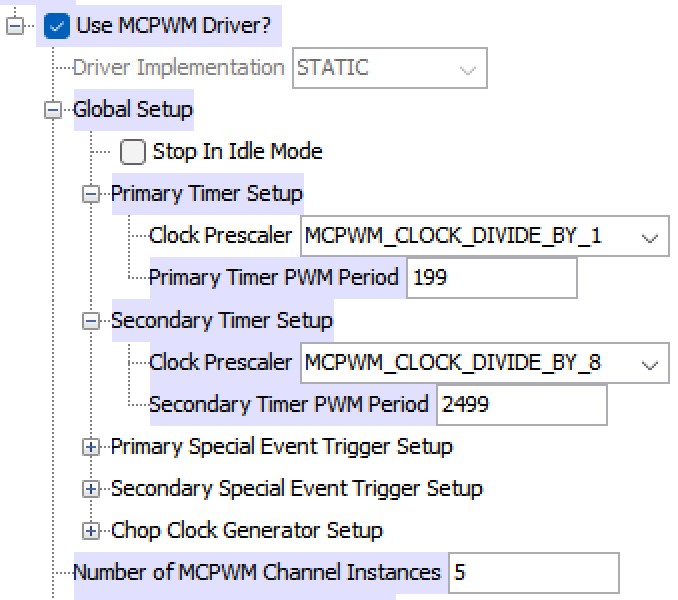 Use MCPWM Driver?
Driver Implementation STATIC
Global Setup
Stop In Idle Mode
Primary Timer Setup
Clock Prescaler MCPWM_CLOCK_DIVIDE_BY_1
Primary Timer PWM Period 199
Secondary Timer Setup
Clock Prescaler MCPWM_CLOCK_DIVIDE_BY_8
Secondary Timer PWM Period 2499
Primary Special Event Trigger Setup
Secondary Special Event Trigger Setup
Chop Clock Generator Setup
Number of MCPWM Channel Instances 5